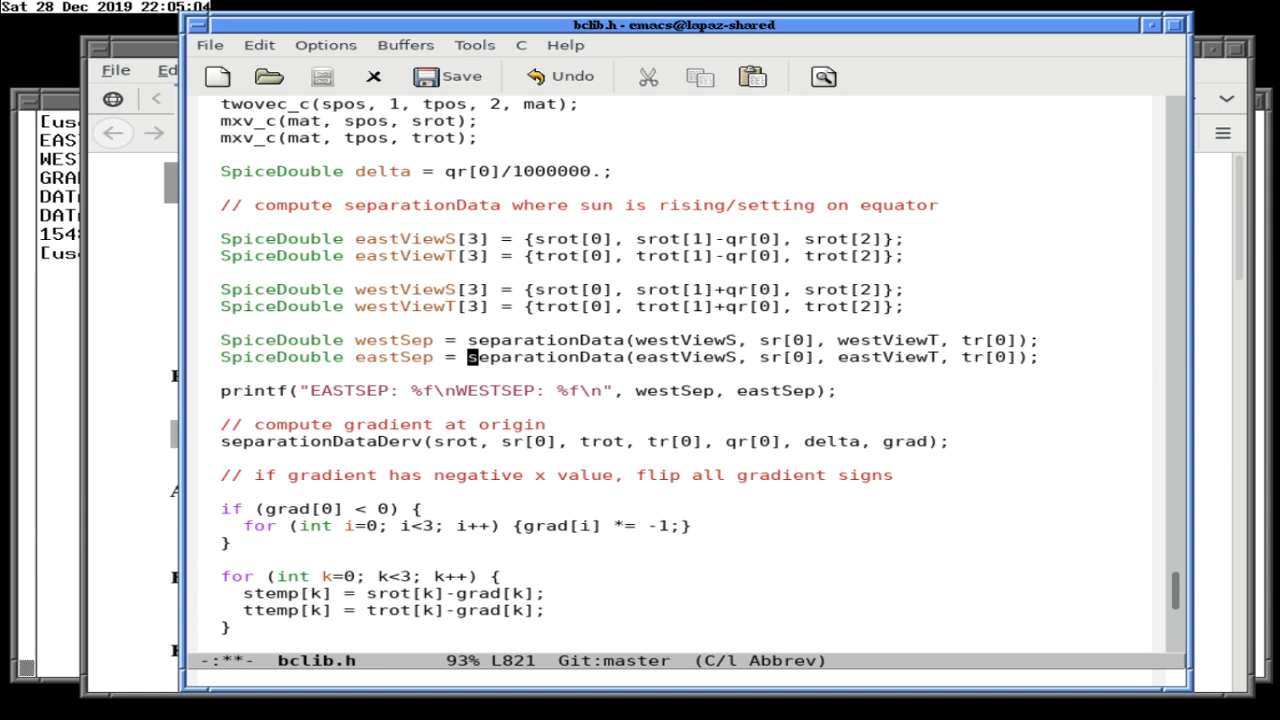 Sat 28 Dec 2019 22:05:04
bclib.h - emacs@lapaz-shared
File Edit Options Buffers Tools C Help
Save Undo
File Ed
[use
EAS
WES
GRA
DAT
DAT
154
[use
twovec_c(spos, 1, tpos, 2, mat);
mxv_c(mat, spos, srot);
mxv_c(mat, tpos, trot);
SpiceDouble delta = qr[0]/1000000.;
// compute separationData where sun is rising/setting on equator
SpiceDouble eastViewS[3] = {srot[0], srot[1]-qr[0], srot[2]};
SpiceDouble eastViewT[3] = {trot[0], trot[1]-qr[0], trot[2]};
SpiceDouble westViewS[3] = {srot[0], srot[1]+qr[0], srot[2]};
SpiceDouble westViewT[3] = {trot[0], trot[1]+qr[0], trot[2]};
SpiceDouble westSep = separationData(westViewS, sr[0], westViewT, tr[0]);
SpiceDouble eastSep = separationData(eastViewS, sr[0], eastViewT, tr[0]);
printf("EASTSEP: %f\nWESTSEP: %f\n", westSep, eastSep);
// compute gradient at origin
separationDataDerv(srot, sr[0], trot, tr[0], qr[0], delta, grad);
// if gradient has negative x value, flip all gradient signs
if (grad[0] < 0) {
for (int i=0; i<3; i++) {grad[i] *= -1;}
}
for (int k=0; k<3; k++) {
stemp[k] = srot[k]-grad[k];
ttemp[k] = trot[k]-grad[k];
}
-:**- bclib.h 93% L821 Git:master (C/l Abbrev)